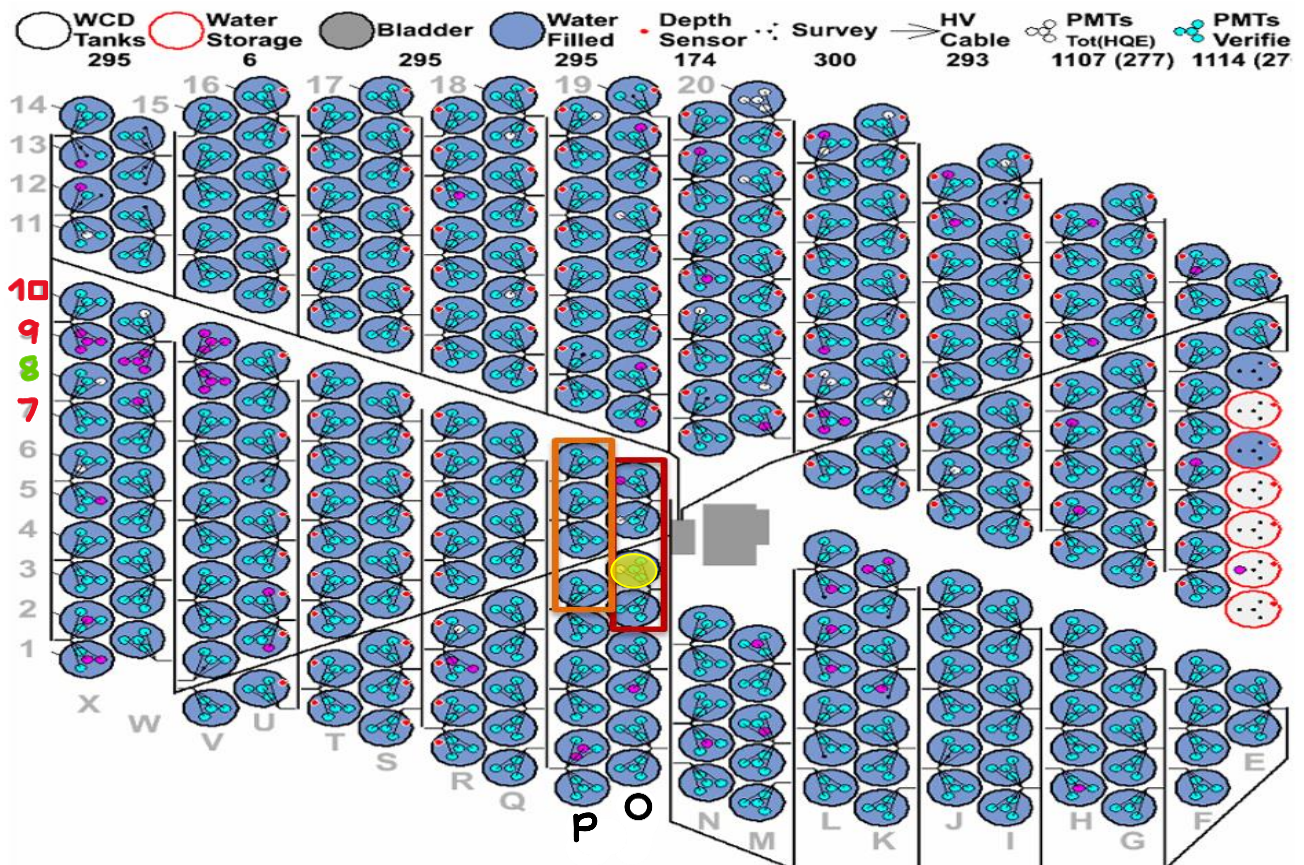 WCD Tanks
295
Water Storage
6
Bladder
Water Filled
295
295
Depth Sensor
174
Survey
300
HV Cable
293
PMTs Tot(HQE)
1107 (277)
PMTs Verifie
1114 (27
14
15
16
17
18
19
20
13
12
11
10
9
8
7
6
5
4
3
2
1
X
W
V
U
T
S
R
Q
P
O
N
M
L
K
J
I
H
G
F
E